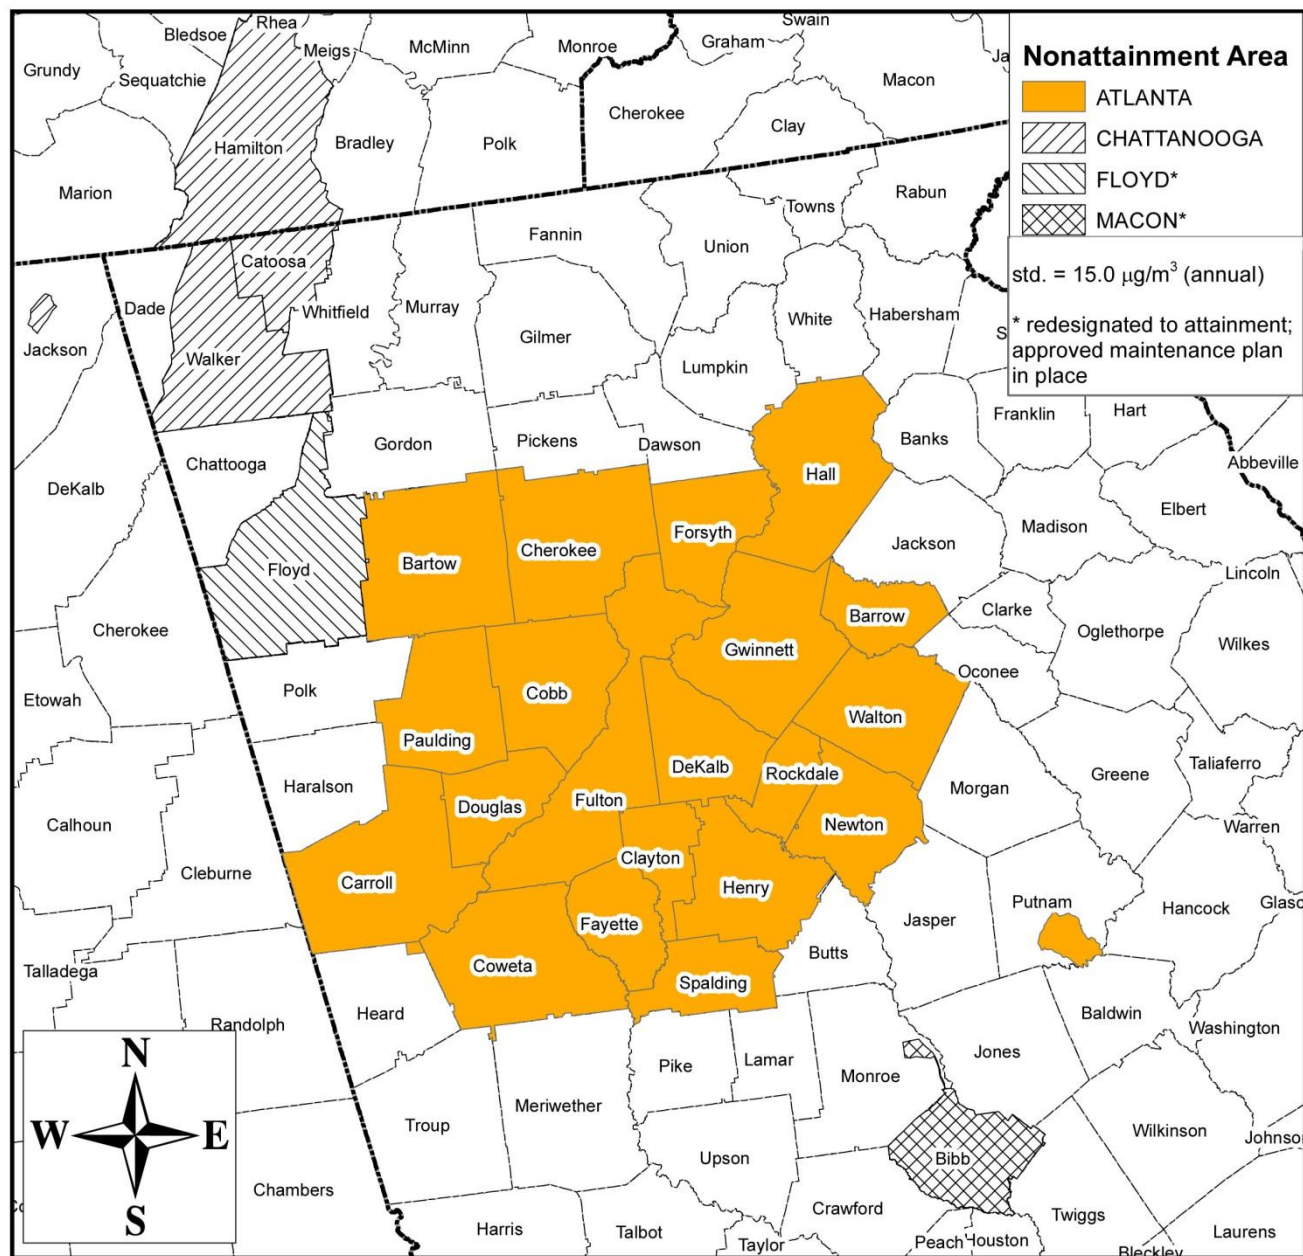 Rhea
Swain
Bledsoe
Meigs
McMinn
Monroe
Graham
Ja
Grundy
Sequatchie
Macon
Cherokee
Clay
Hamilton
Bradley
Polk
Marion
Nonattainment Area
ATLANTA
CHATTANOOGA
FLOYD*
MACON*
std. = 15.0 μg/m³ (annual)
* redesignated to attainment;
approved maintenance plan
in place
Rabun
Towns
Fannin
Union
Catoosa
Dade
Whitfield
Murray
White
Habersham
S
Gilmer
Jackson
Walker
Lumpkin
Franklin
Hart
Gordon
Pickens
Dawson
Banks
Chattooga
Abbeville
Hall
DeKalb
Elbert
Forsyth
Madison
Cherokee
Jackson
Bartow
Floyd
Lincoln
Clarke
Barrow
Cherokee
Oglethorpe
Wilkes
Gwinnett
Oconee
Polk
Cobb
Etowah
Walton
Paulding
DeKalb
Rockdale
Taliaferro
Greene
Haralson
Morgan
Fulton
Douglas
Calhoun
Newton
Warren
Clayton
Cleburne
Carroll
Henry
Putnam
Hancock
Glasc
Jasper
Fayette
Butts
Coweta
Talladega
Spalding
Heard
Baldwin
Randolph
Washington
Jones
Pike
Lamar
Monroe
Meriwether
Troup
Wilkinson
Johnson
Bibb
Upson
Chambers
Crawford
Twiggs
Harris
Talbot
Taylor
Peach
Houston
Bleckley
Laurens
N
W
E
S